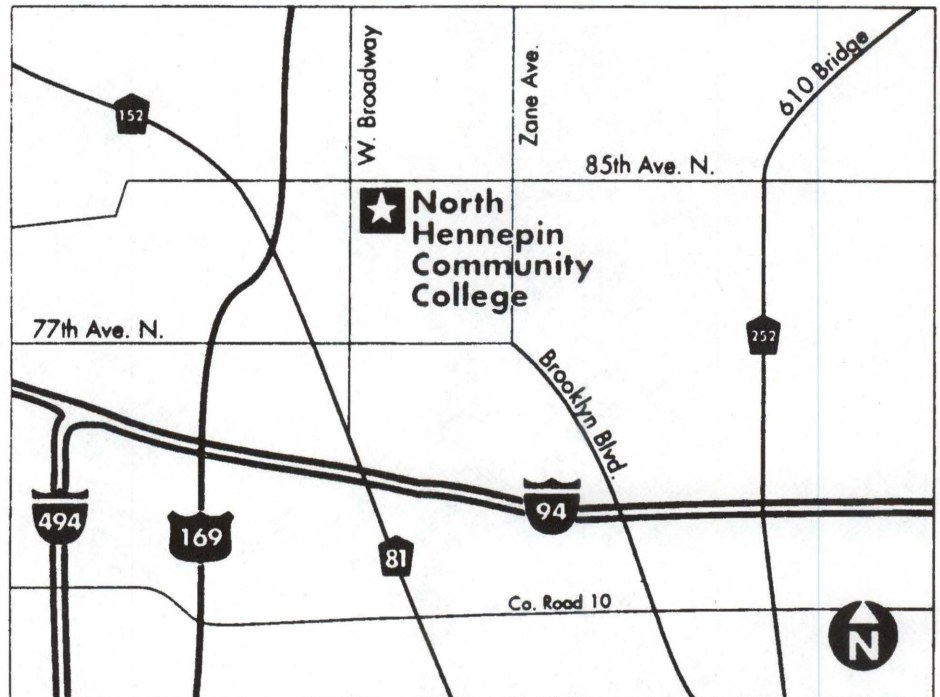 W. Broadway
Zane Ave.
610 Bridge
152
85th Ave. N.
North
Hennepin
Community
College
77th Ave. N.
252
Brooklyn Blvd.
494
169
94
81
Co. Road 10
N